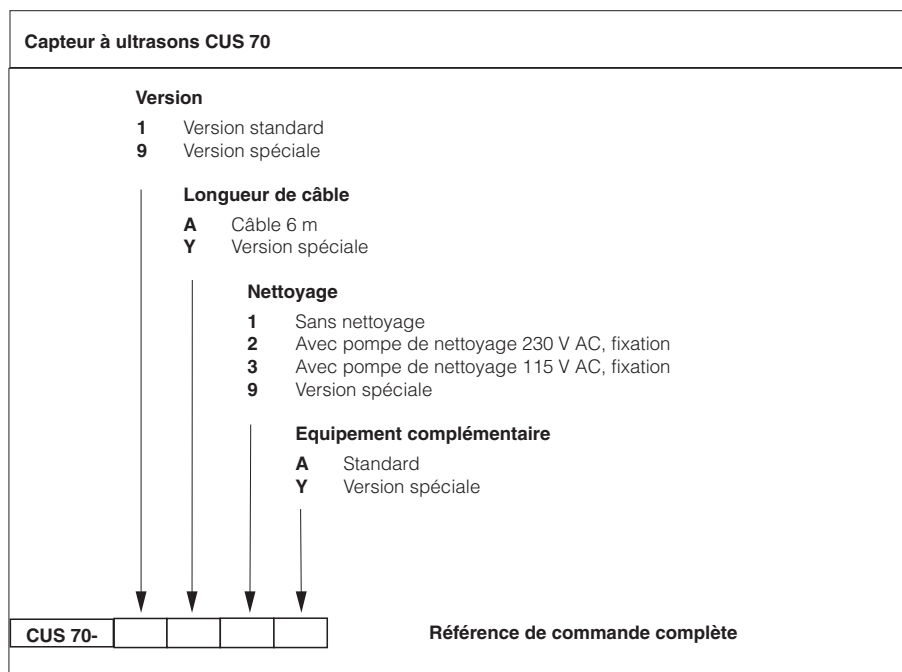 Capteur à ultrasons CUS 70
Version
1 Version standard
9 Version spéciale
Longueur de câble
A Câble 6 m
Y Version spéciale
Nettoyage
1 Sans nettoyage
2 Avec pompe de nettoyage 230 V AC, fixation
3 Avec pompe de nettoyage 115 V AC, fixation
9 Version spéciale
Equipement complémentaire
A Standard
Y Version spéciale
CUS 70- Référence de commande complète